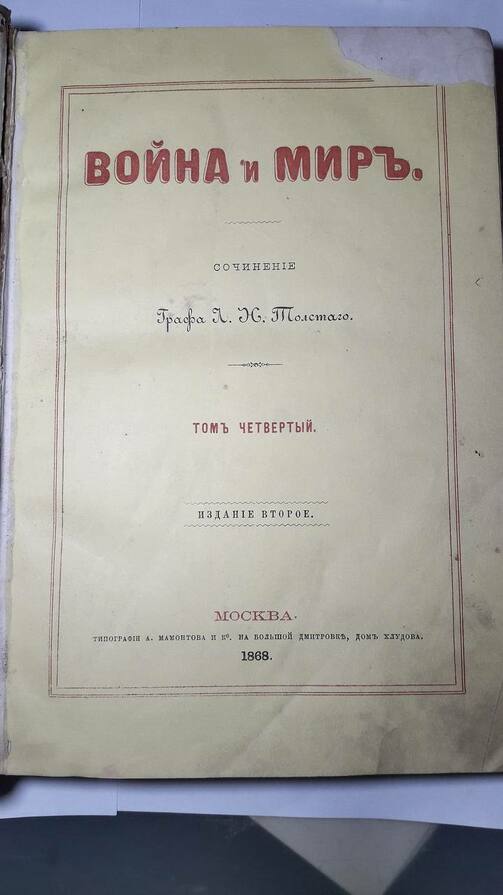 ВОЙНА и МИРЪ.
СОЧИНЕНІЕ
Графа Л. Н. Толстаго.
ТОМЪ ЧЕТВЕРТЫЙ.
ИЗДАНІЕ ВТОРОЕ.
МОСКВА.
ТИПОГРАФІЯ А. МАМОНТОВА И Кº. НА БОЛЬШОЙ ДМИТРОВКѢ, ДОМЪ ХЛУДОВА.
1868.